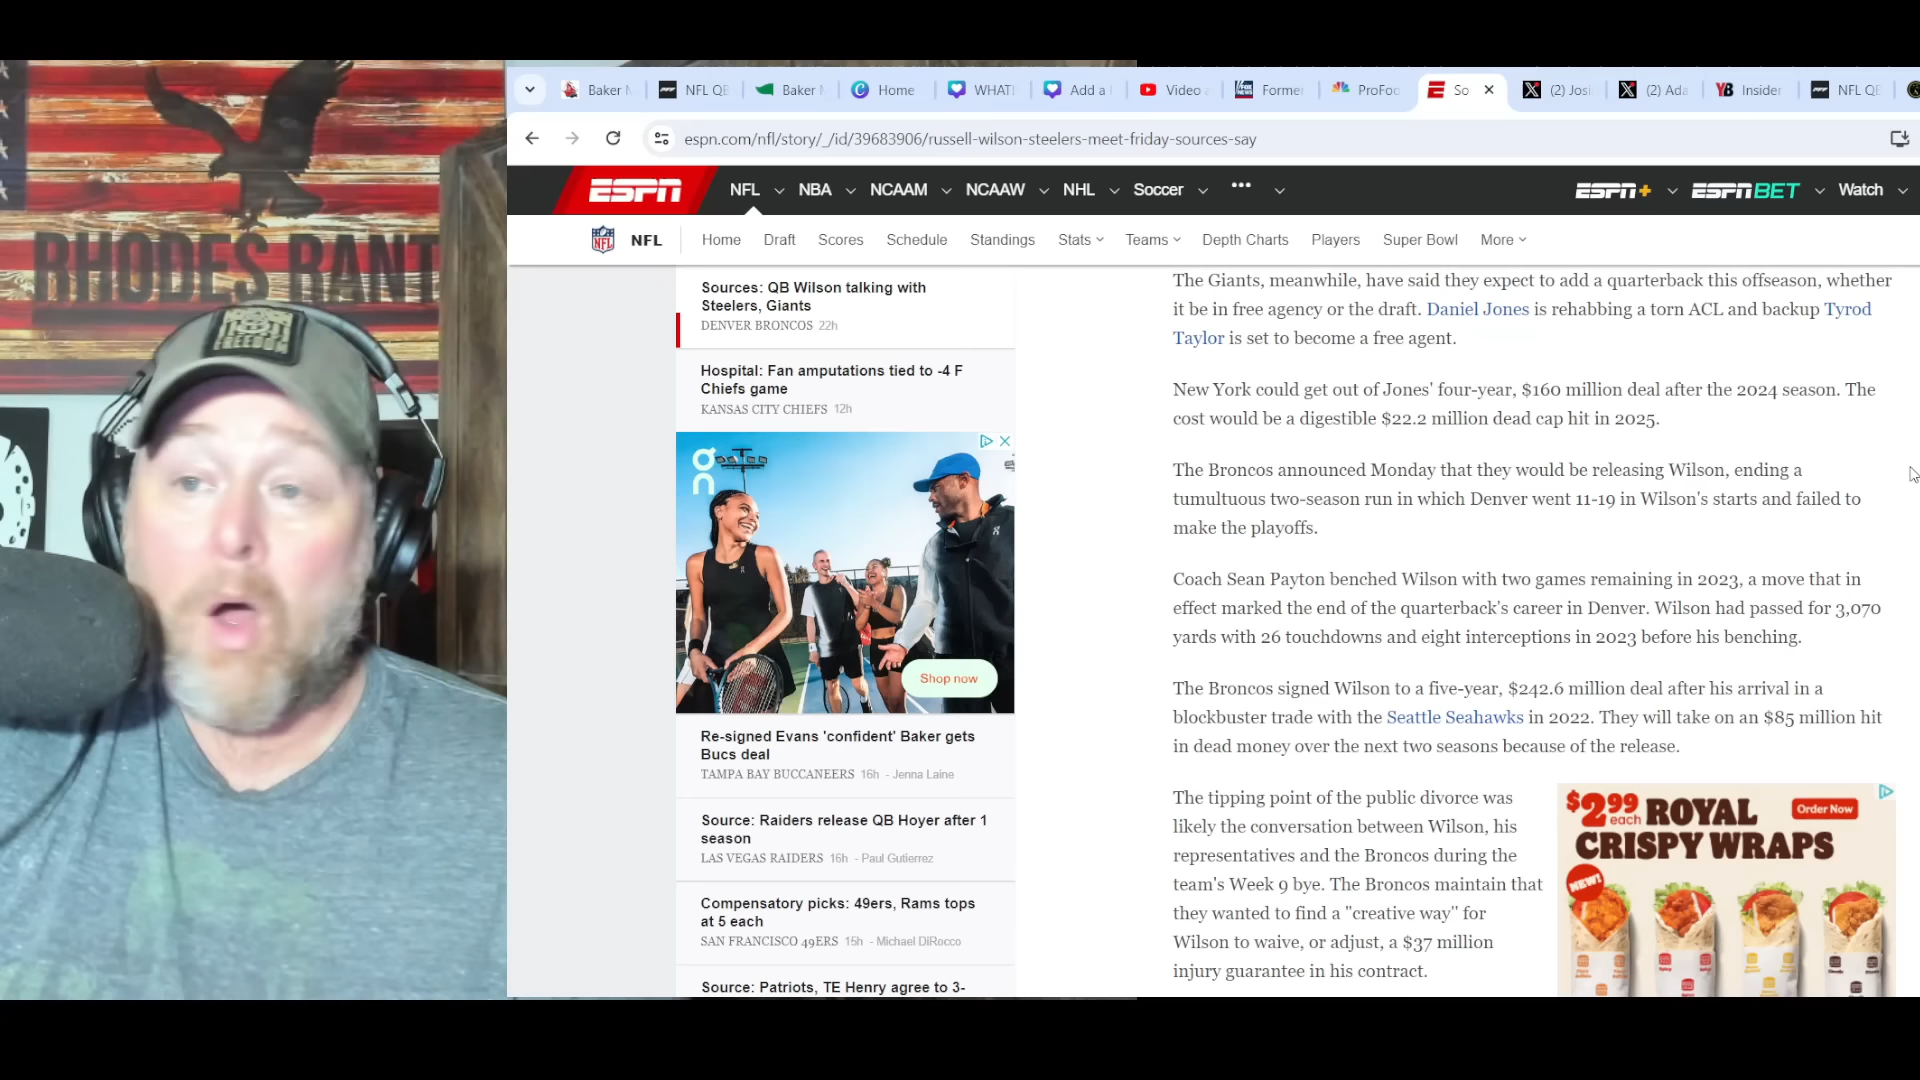 RHODES RANT
FREEDOM
Baker M
NFL QB
Baker M
Home
WHAT!
Add a
Video a
Former
ProFoo
So
(2) Josi
(2) Ada
Insider
NFL QB
espn.com/nfl/story/_/id/39683906/russell-wilson-steelers-meet-friday-sources-say
ESPN NFL NBA NCAAM NCAAW NHL Soccer ••• ESPN+ ESPN BET Watch
NFL Home Draft Scores Schedule Standings Stats Teams Depth Charts Players Super Bowl More
Sources: QB Wilson talking with
Steelers, Giants
DENVER BRONCOS 22h
Hospital: Fan amputations tied to -4 F
Chiefs game
KANSAS CITY CHIEFS 12h
Shop now
Re-signed Evans 'confident' Baker gets
Bucs deal
TAMPA BAY BUCCANEERS 16h - Jenna Laine
Source: Raiders release QB Hoyer after 1
season
LAS VEGAS RAIDERS 16h - Paul Gutierrez
Compensatory picks: 49ers, Rams tops
at 5 each
SAN FRANCISCO 49ERS 15h - Michael DiRocco
Source: Patriots, TE Henry agree to 3-
The Giants, meanwhile, have said they expect to add a quarterback this offseason, whether
it be in free agency or the draft. Daniel Jones is rehabbing a torn ACL and backup Tyrod
Taylor is set to become a free agent.
New York could get out of Jones' four-year, $160 million deal after the 2024 season. The
cost would be a digestible $22.2 million dead cap hit in 2025.
The Broncos announced Monday that they would be releasing Wilson, ending a
tumultuous two-season run in which Denver went 11-19 in Wilson's starts and failed to
make the playoffs.
Coach Sean Payton benched Wilson with two games remaining in 2023, a move that in
effect marked the end of the quarterback's career in Denver. Wilson had passed for 3,070
yards with 26 touchdowns and eight interceptions in 2023 before his benching.
The Broncos signed Wilson to a five-year, $242.6 million deal after his arrival in a
blockbuster trade with the Seattle Seahawks in 2022. They will take on an $85 million hit
in dead money over the next two seasons because of the release.
The tipping point of the public divorce was
likely the conversation between Wilson, his
representatives and the Broncos during the
team's Week 9 bye. The Broncos maintain that
they wanted to find a "creative way" for
Wilson to waive, or adjust, a $37 million
injury guarantee in his contract.
$2.99 each ROYAL
CRISPY WRAPS
Order Now
NEW!